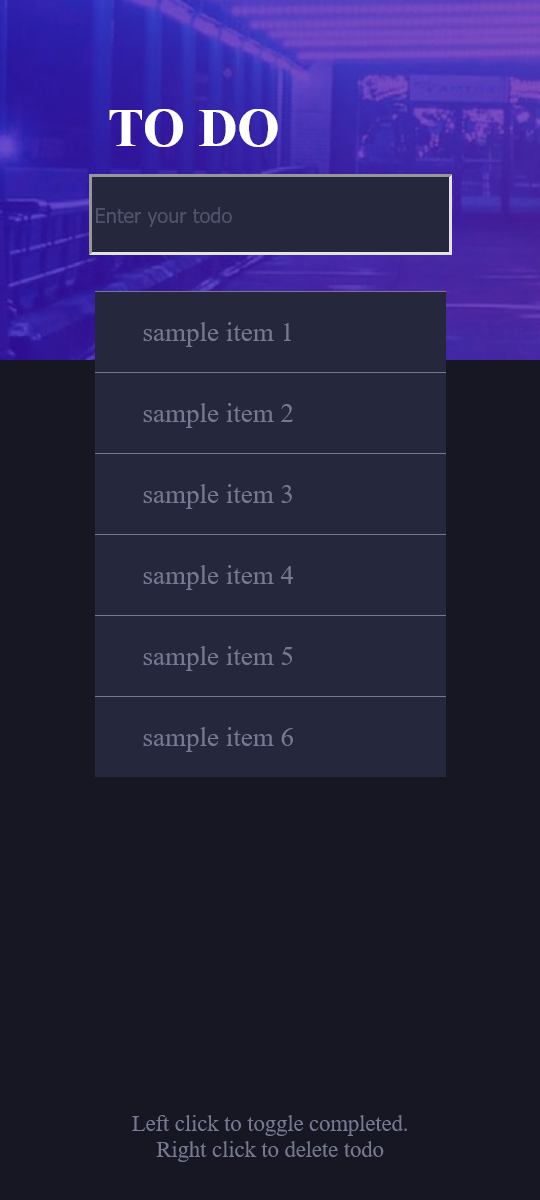 TO DO
Enter your todo
sample item 1
sample item 2
sample item 3
sample item 4
sample item 5
sample item 6
Left click to toggle completed.
Right click to delete todo